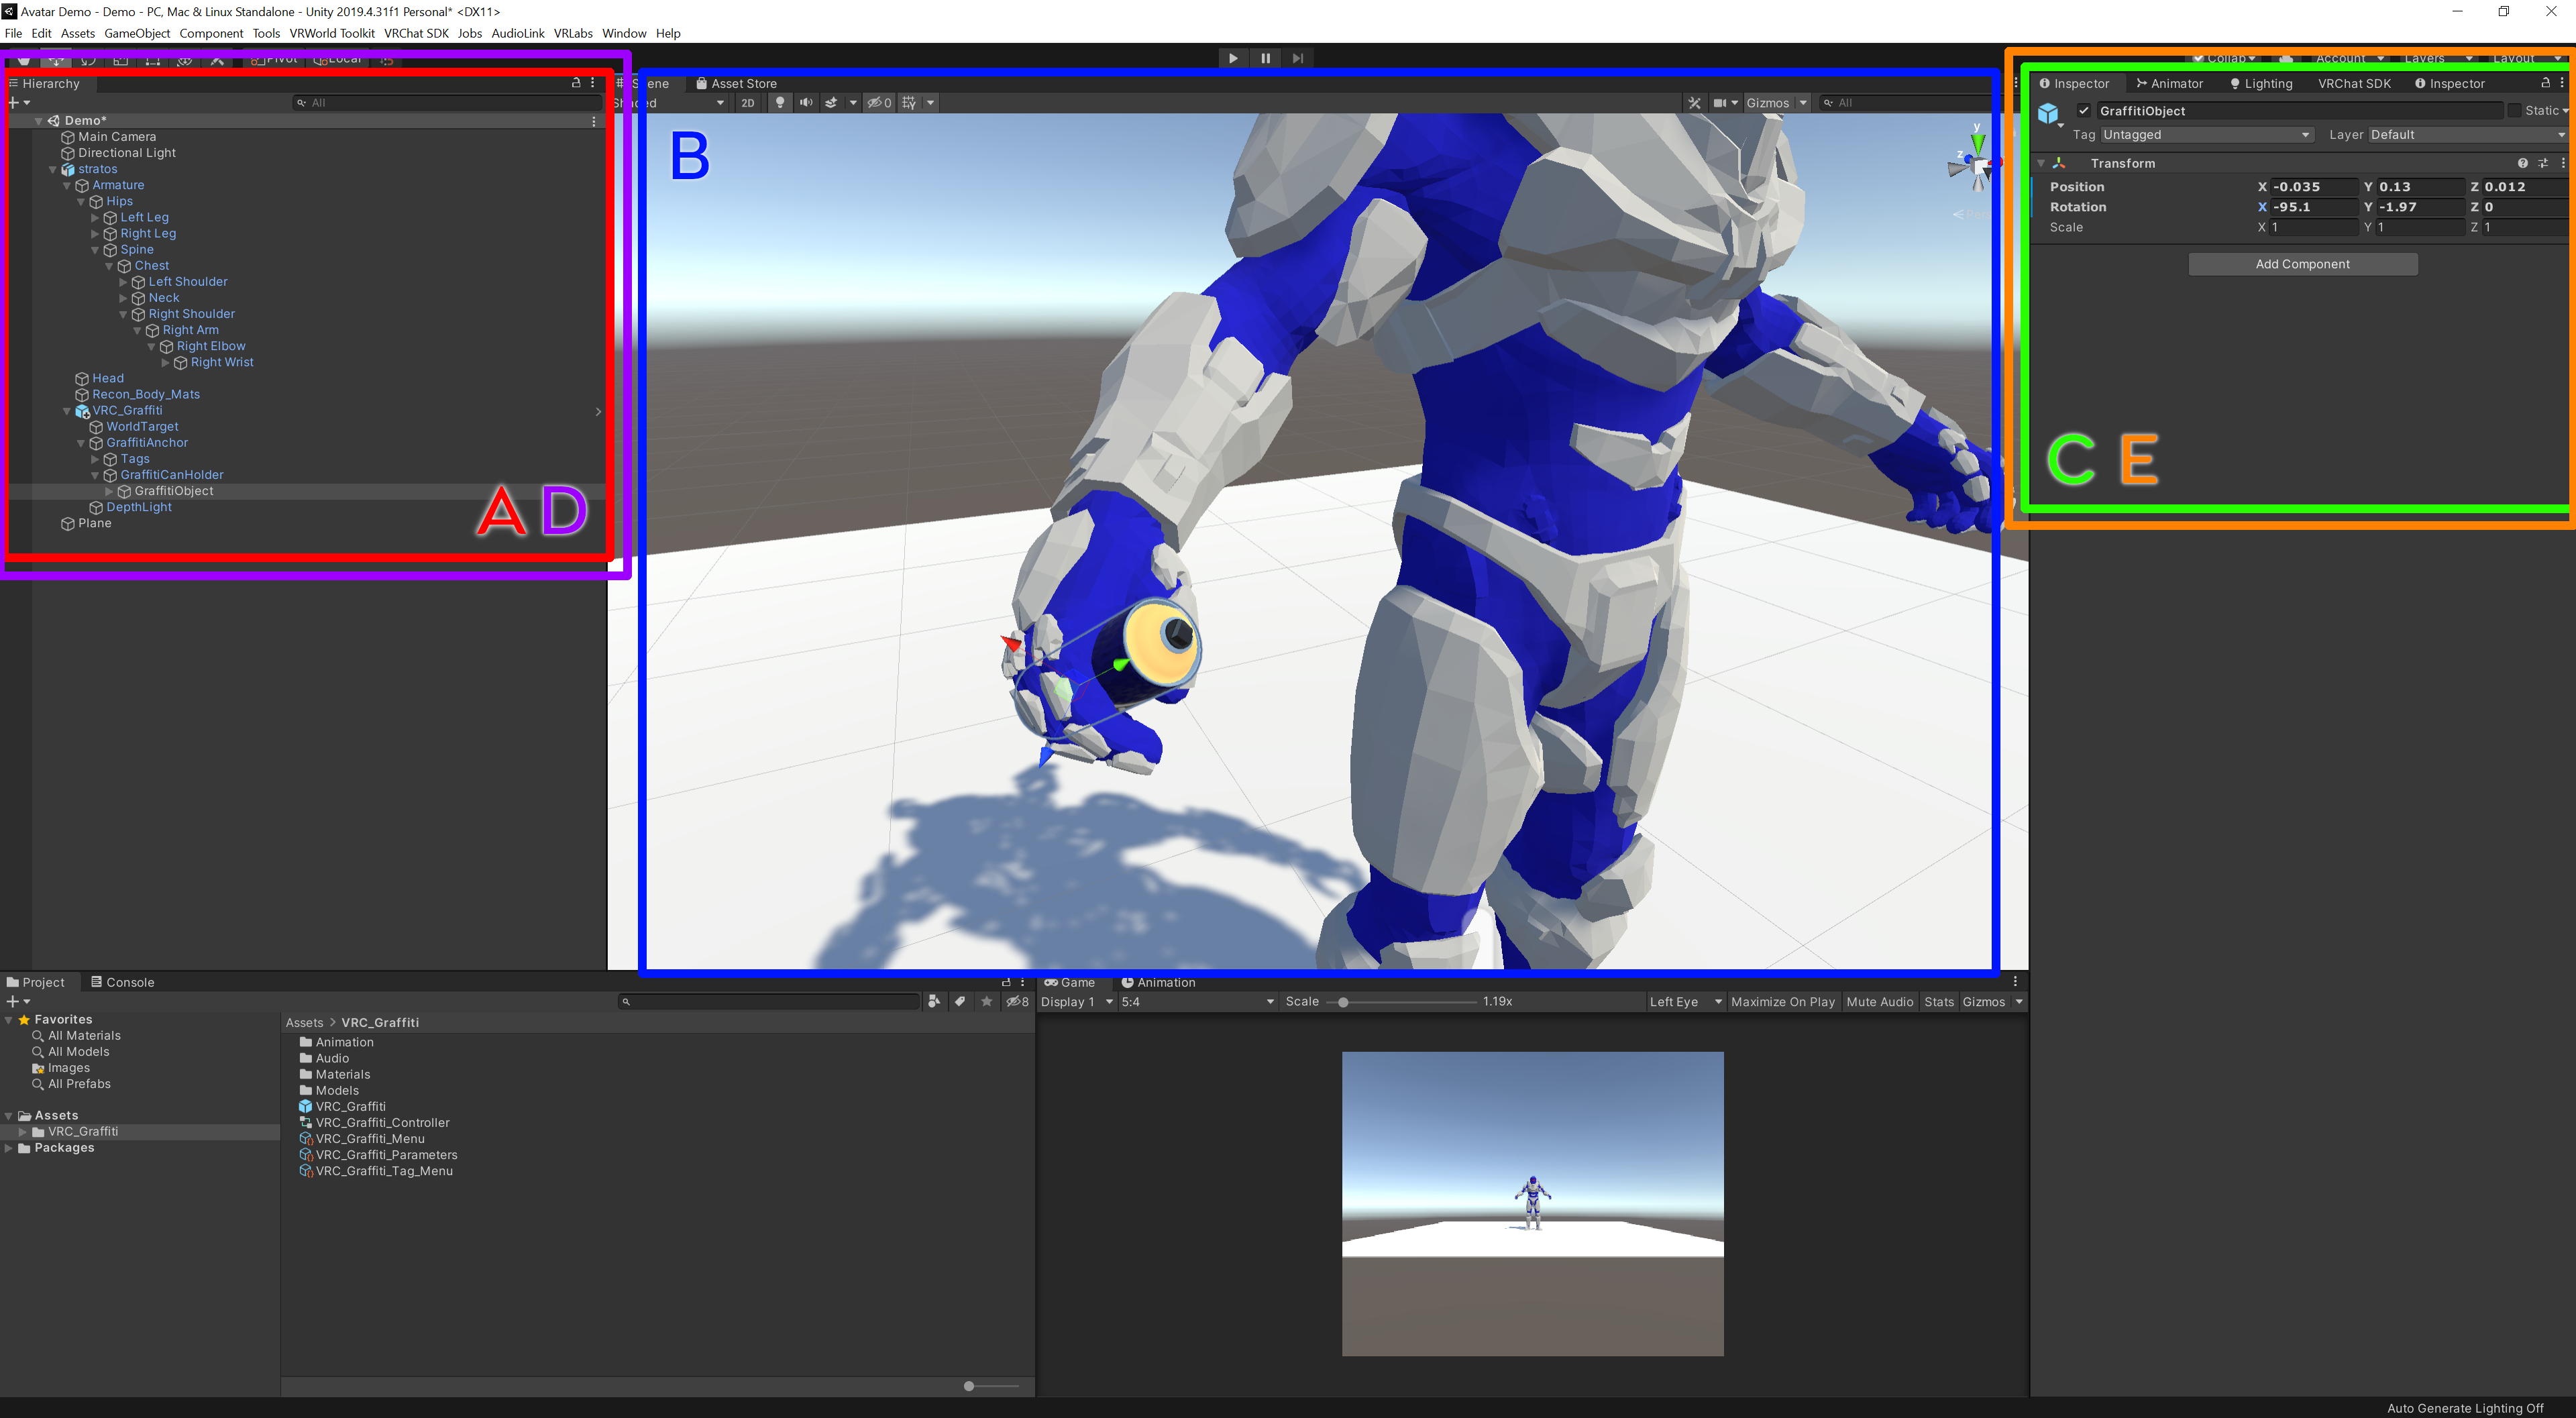 Avatar Demo - Demo - PC, Mac & Linux Standalone - Unity 2019.4.31f1 Personal* <DX11>
File Edit Assets GameObject Component Tools VRWorld Toolkit VRChat SDK Jobs AudioLink VRLabs Window Help
Pivot Local Collab Account Layers Layout
Hierarchy
All
Demo*
Main Camera
Directional Light
stratos
Armature
Hips
Left Leg
Right Leg
Spine
Chest
Left Shoulder
Neck
Right Shoulder
Right Arm
Right Elbow
Right Wrist
Head
Recon_Body_Mats
VRC_Graffiti
WorldTarget
GraffitiAnchor
Tags
GraffitiCanHolder
GraffitiObject
DepthLight
Plane
A D
Scene Asset Store
Shaded 2D 0 Gizmos All
B
y
z
Inspector Animator Lighting VRChat SDK Inspector
GraffitiObject Static
Tag Untagged Layer Default
Transform
Position X -0.035 Y 0.13 Z 0.012
Rotation X -95.1 Y -1.97 Z 0
Scale X 1 Y 1 Z 1
Add Component
C E
Project Console
8
Favorites
All Materials
All Models
Images
All Prefabs
Assets
VRC_Graffiti
Packages
Assets > VRC_Graffiti
Animation
Audio
Materials
Models
VRC_Graffiti
VRC_Graffiti_Controller
VRC_Graffiti_Menu
VRC_Graffiti_Parameters
VRC_Graffiti_Tag_Menu
Game Animation
Display 1 5:4 Scale 1.19x Left Eye Maximize On Play Mute Audio Stats Gizmos
Auto Generate Lighting Off